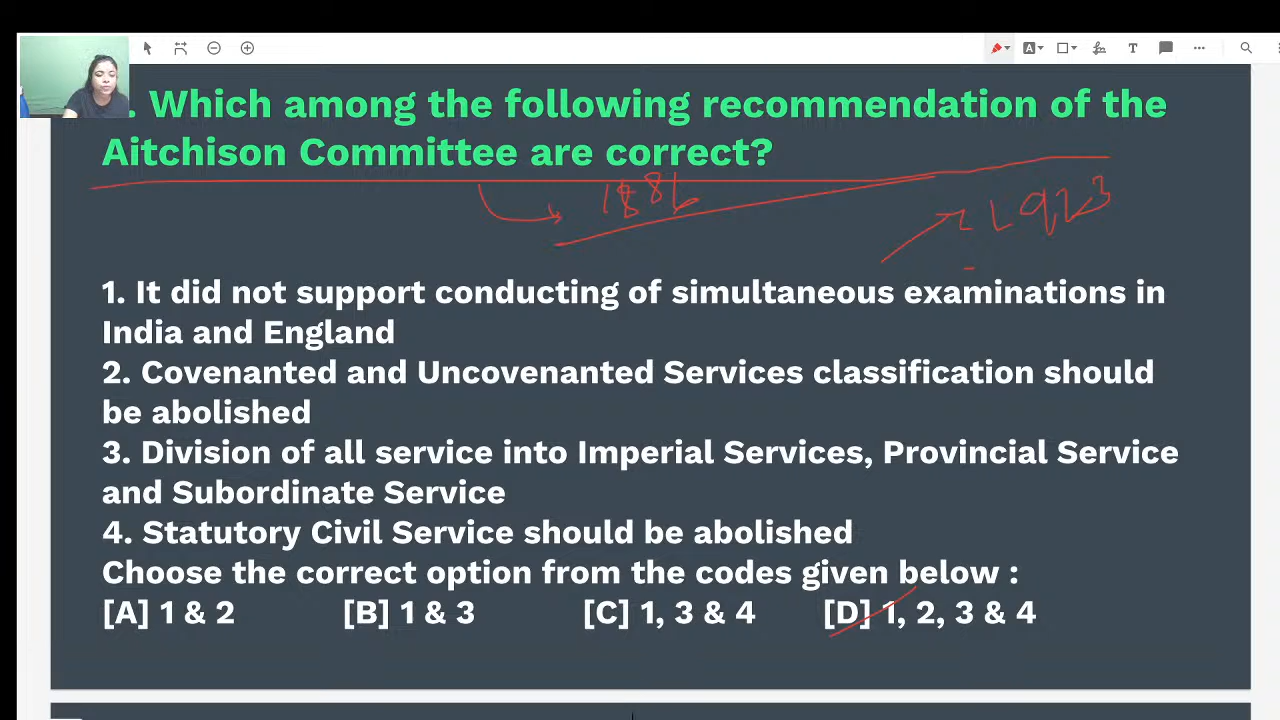 . Which among the following recommendation of the
Aitchison Committee are correct?
1886
1923
1. It did not support conducting of simultaneous examinations in
India and England
2. Covenanted and Uncovenanted Services classification should
be abolished
3. Division of all service into Imperial Services, Provincial Service
and Subordinate Service
4. Statutory Civil Service should be abolished
Choose the correct option from the codes given below :
[A] 1 & 2 [B] 1 & 3 [C] 1, 3 & 4 [D] 1, 2, 3 & 4